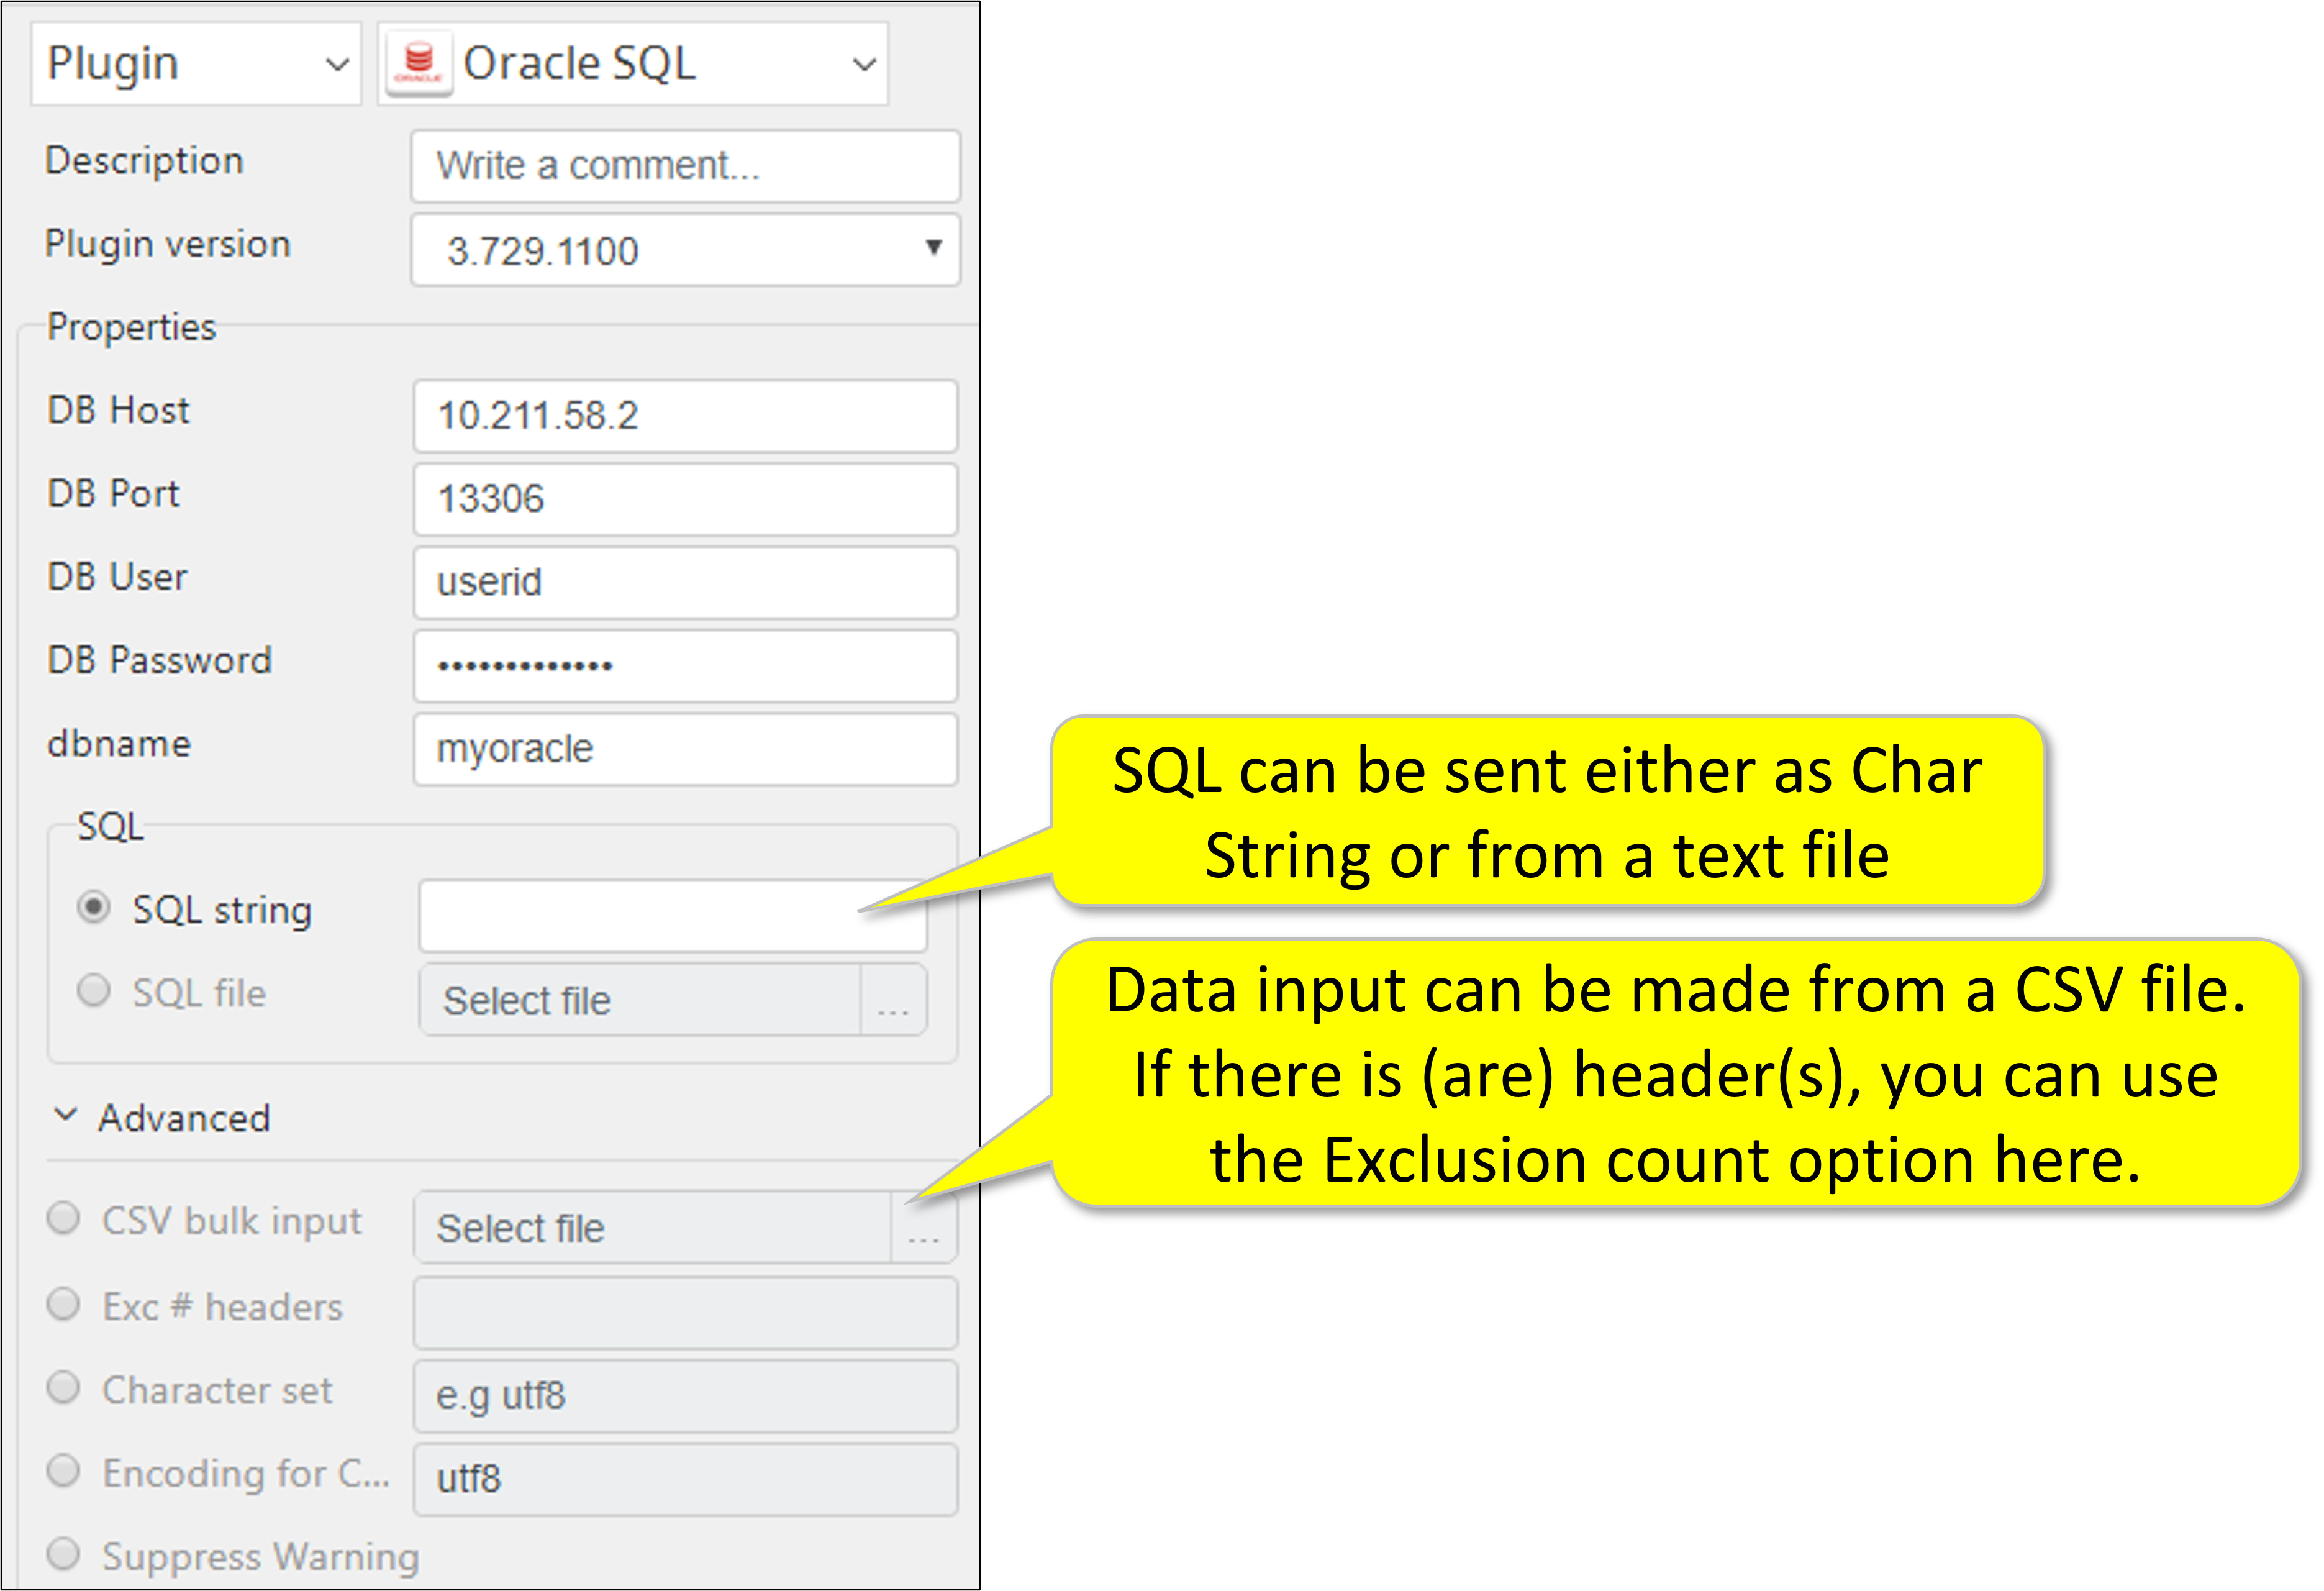 Plugin
Oracle SQL
ORACLE
Description
Write a comment...
Plugin version
3.729.1100
Properties
DB Host
10.211.58.2
DB Port
13306
DB User
userid
DB Password
•••••••••••••
dbname
myoracle
SQL
SQL string
SQL file
Select file
...
SQL can be sent either as Char
String or from a text file
Data input can be made from a CSV file.
If there is (are) header(s), you can use
the Exclusion count option here.
Advanced
CSV bulk input
Select file
...
Exc # headers
Character set
e.g utf8
Encoding for C...
utf8
Suppress Warning